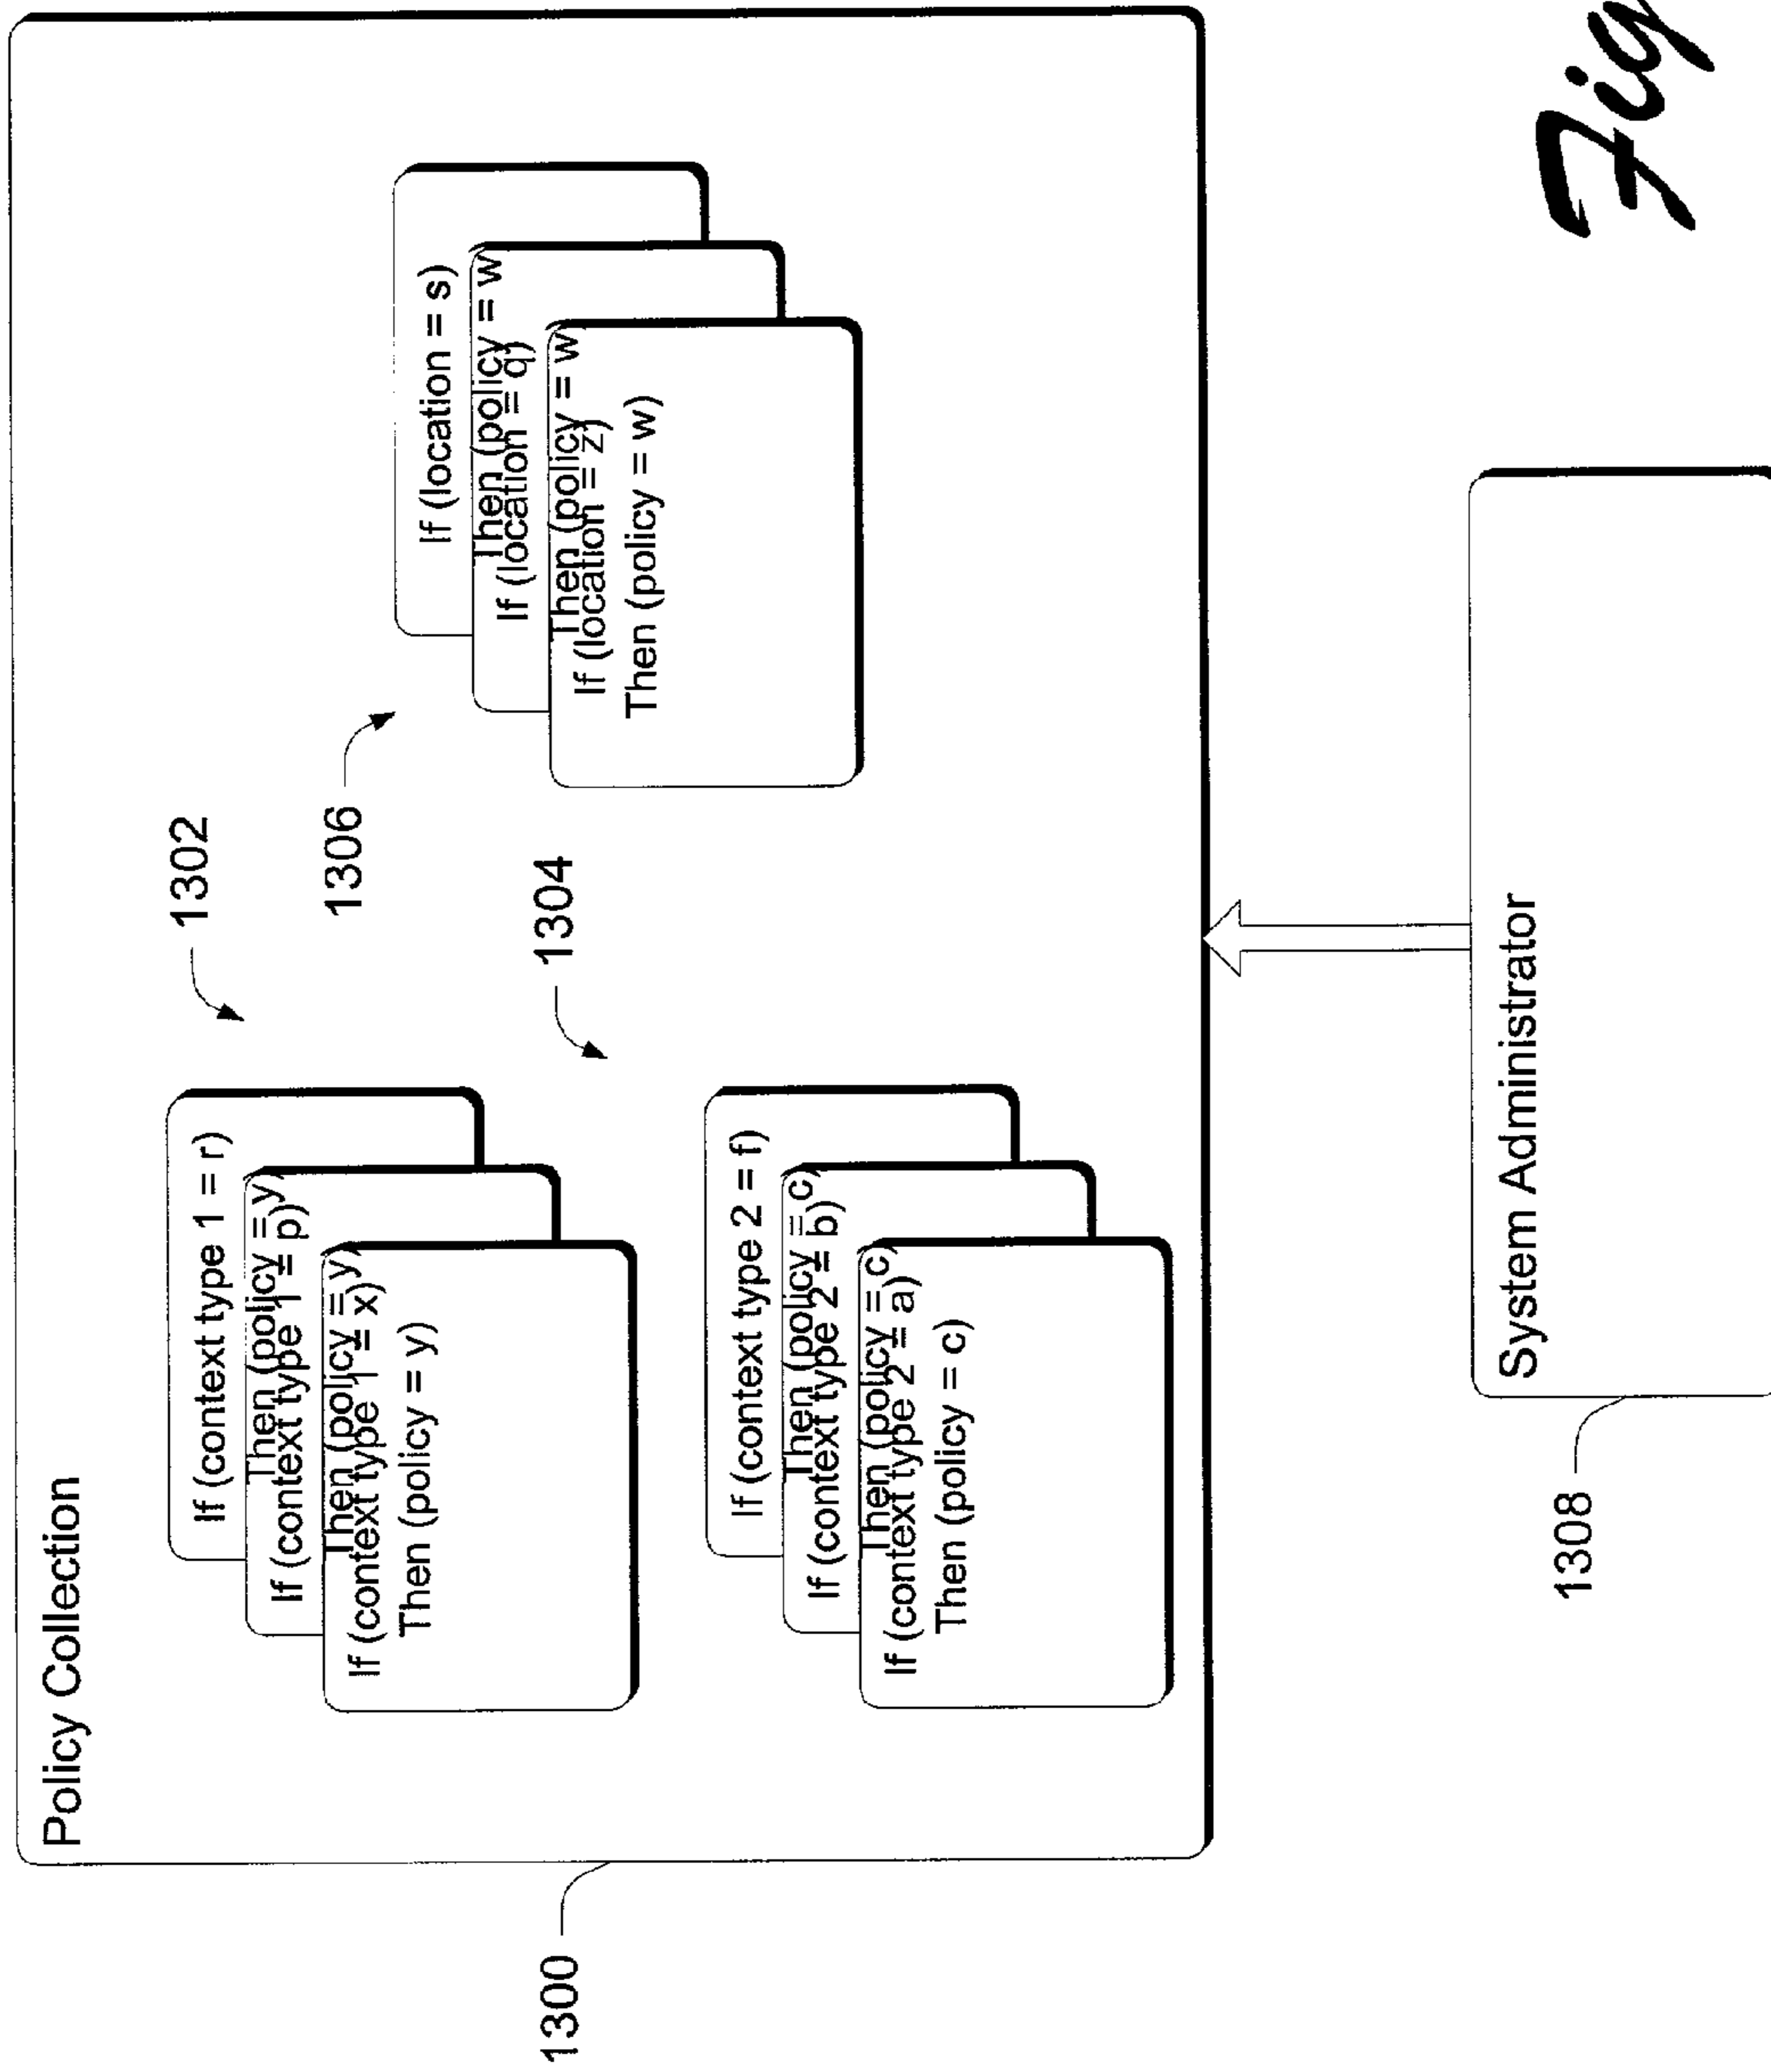 Policy Collection
1302
If (context type 1 = r)
Then (policy = y
If (context type 1 = p)
Then (policy = y
If (context type 1 = x)
Then (policy = y)
1306
If (location = s)
Then (policy = w
If (location = q)
Then (policy = w
If (location = z)
Then (policy = w)
1304
If (context type 2 = f)
Then (policy = c
If (context type 2 = b)
Then (policy = c
If (context type 2 = a)
Then (policy = c)
1300
System Administrator
1308
Fig